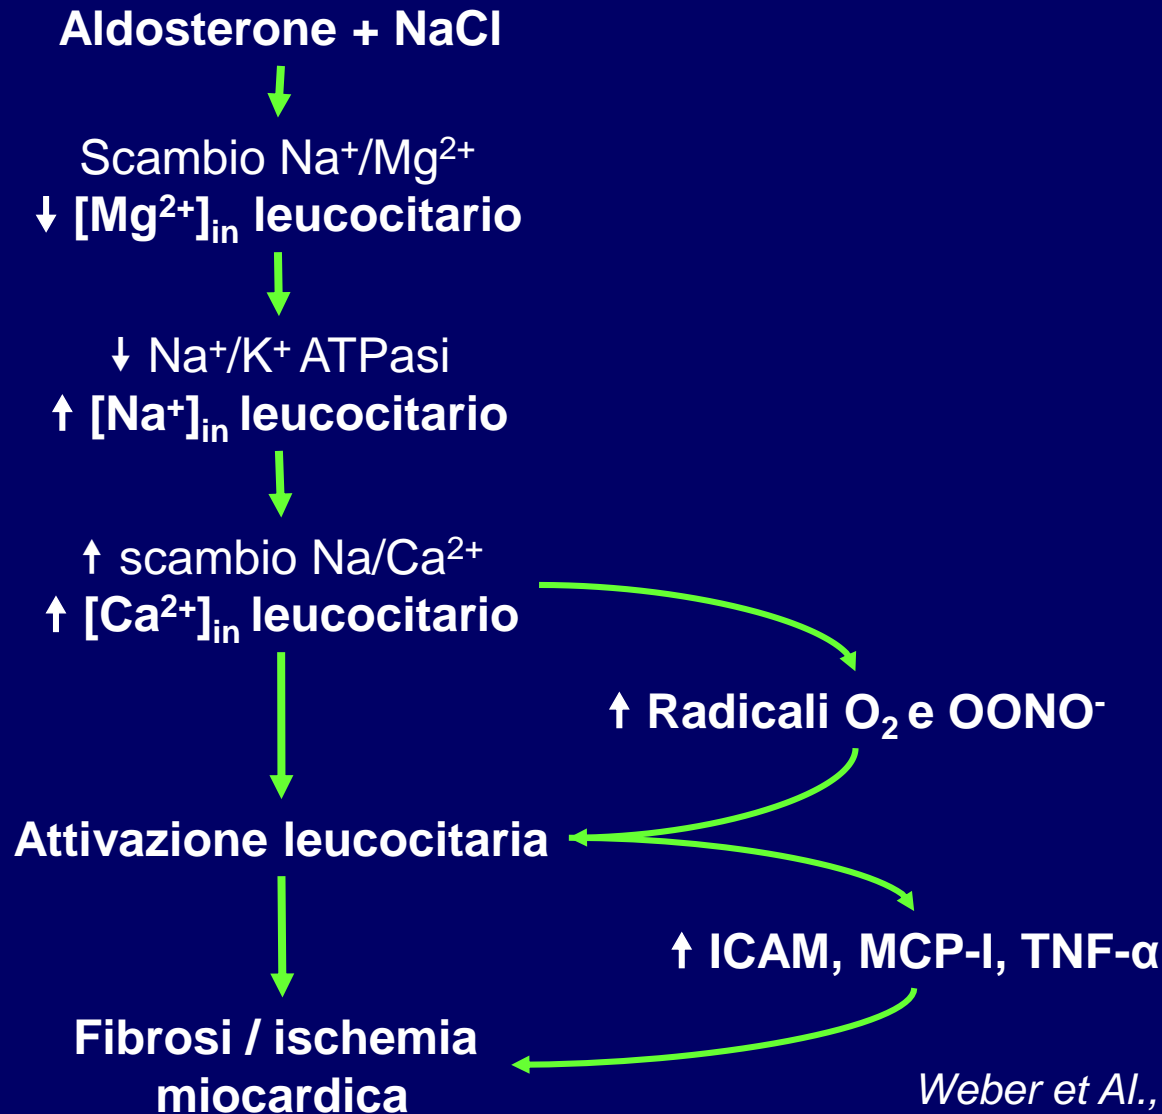 Aldosterone + NaCl
Scambio Na⁺/Mg²⁺
↓ [Mg²⁺]in leucocitario
↓ Na⁺/K⁺ ATPasi
↑ [Na⁺]in leucocitario
↑ scambio Na/Ca²⁺
↑ [Ca²⁺]in leucocitario
↑ Radicali O₂ e OONO⁻
Attivazione leucocitaria
↑ ICAM, MCP-I, TNF-α
Fibrosi / ischemia
miocardica
Weber et Al.,